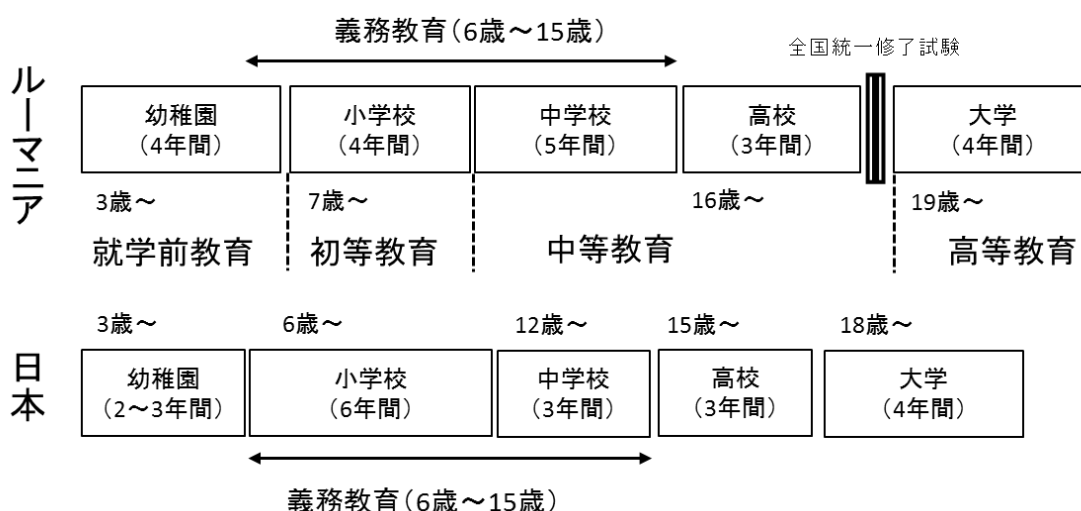 義務教育(6歳～15歳)
全国統一修了試験
ルーマニア
幼稚園
(4年間)
小学校
(4年間)
中学校
(5年間)
高校
(3年間)
大学
(4年間)
3歳～
7歳～
16歳～
19歳～
就学前教育
初等教育
中等教育
高等教育
3歳～
6歳～
12歳～
15歳～
18歳～
日本
幼稚園
(2～3年間)
小学校
(6年間)
中学校
(3年間)
高校
(3年間)
大学
(4年間)
義務教育(6歳～15歳)